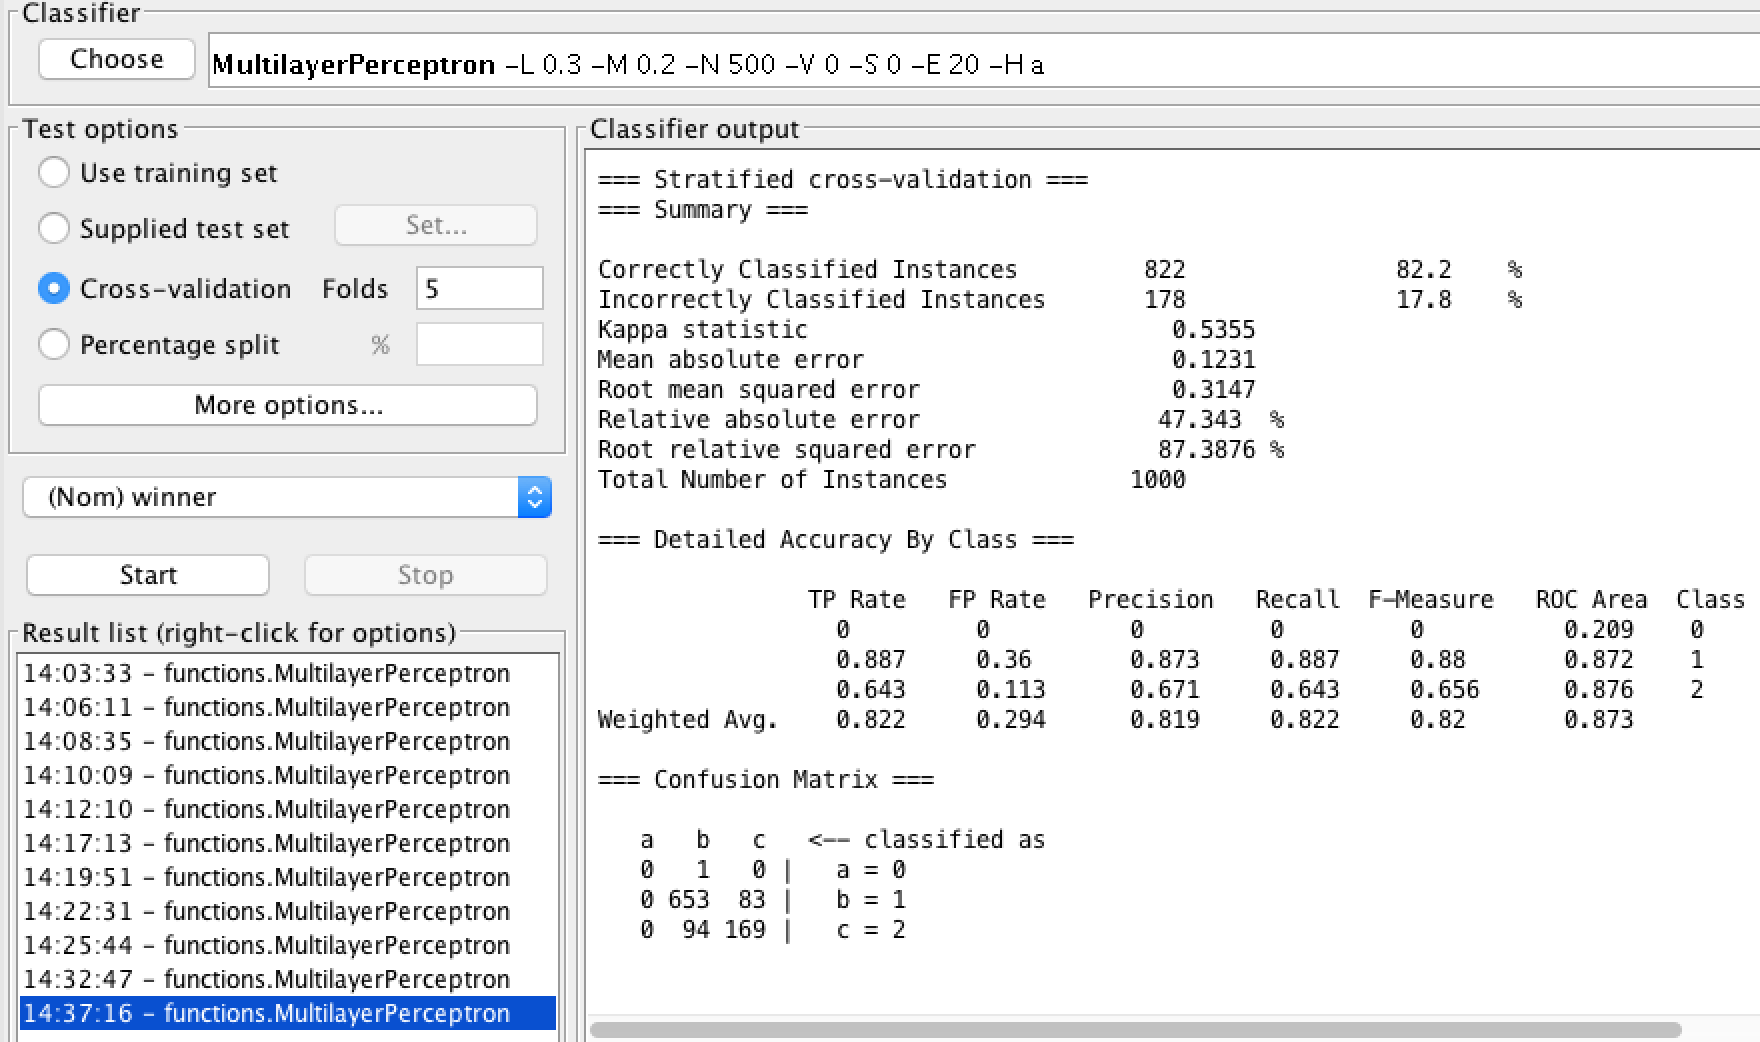 Classifier
Choose
MultilayerPerceptron -L 0.3 -M 0.2 -N 500 -V 0 -S 0 -E 20 -H a
Test options
Use training set
Supplied test set Set...
Cross-validation Folds 5
Percentage split %
More options...
(Nom) winner
Start Stop
Result list (right-click for options)
14:03:33 - functions.MultilayerPerceptron
14:06:11 - functions.MultilayerPerceptron
14:08:35 - functions.MultilayerPerceptron
14:10:09 - functions.MultilayerPerceptron
14:12:10 - functions.MultilayerPerceptron
14:17:13 - functions.MultilayerPerceptron
14:19:51 - functions.MultilayerPerceptron
14:22:31 - functions.MultilayerPerceptron
14:25:44 - functions.MultilayerPerceptron
14:32:47 - functions.MultilayerPerceptron
14:37:16 - functions.MultilayerPerceptron
Classifier output
=== Stratified cross-validation ===
=== Summary ===
Correctly Classified Instances 822 82.2 %
Incorrectly Classified Instances 178 17.8 %
Kappa statistic 0.5355
Mean absolute error 0.1231
Root mean squared error 0.3147
Relative absolute error 47.343 %
Root relative squared error 87.3876 %
Total Number of Instances 1000
=== Detailed Accuracy By Class ===
TP Rate FP Rate Precision Recall F-Measure ROC Area Class
0 0 0 0 0 0.209 0
0.887 0.36 0.873 0.887 0.88 0.872 1
0.643 0.113 0.671 0.643 0.656 0.876 2
Weighted Avg. 0.822 0.294 0.819 0.822 0.82 0.873
=== Confusion Matrix ===
a b c <-- classified as
0 1 0 | a = 0
0 653 83 | b = 1
0 94 169 | c = 2